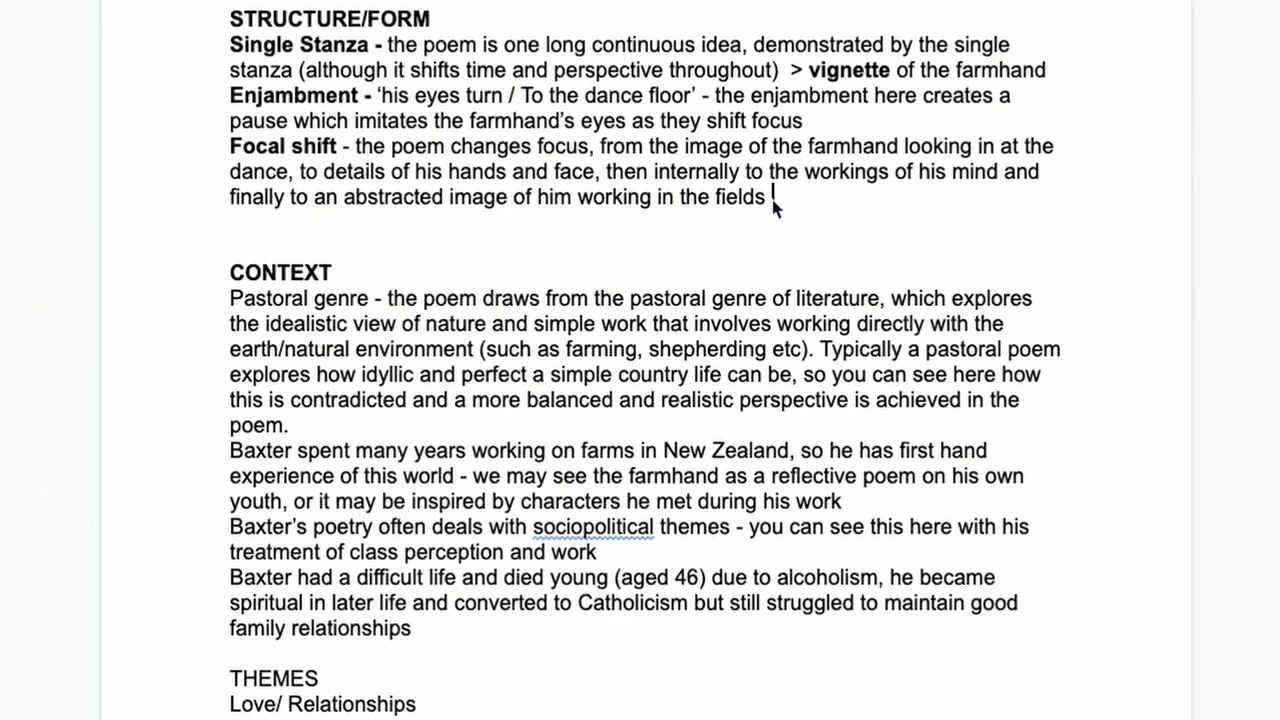 STRUCTURE/FORM
Single Stanza - the poem is one long continuous idea, demonstrated by the single
stanza (although it shifts time and perspective throughout)  > vignette of the farmhand
Enjambment - ‘his eyes turn / To the dance floor’ - the enjambment here creates a
pause which imitates the farmhand’s eyes as they shift focus
Focal shift - the poem changes focus, from the image of the farmhand looking in at the
dance, to details of his hands and face, then internally to the workings of his mind and
finally to an abstracted image of him working in the fields
CONTEXT
Pastoral genre - the poem draws from the pastoral genre of literature, which explores
the idealistic view of nature and simple work that involves working directly with the
earth/natural environment (such as farming, shepherding etc). Typically a pastoral poem
explores how idyllic and perfect a simple country life can be, so you can see here how
this is contradicted and a more balanced and realistic perspective is achieved in the
poem.
Baxter spent many years working on farms in New Zealand, so he has first hand
experience of this world - we may see the farmhand as a reflective poem on his own
youth, or it may be inspired by characters he met during his work
Baxter’s poetry often deals with sociopolitical themes - you can see this here with his
treatment of class perception and work
Baxter had a difficult life and died young (aged 46) due to alcoholism, he became
spiritual in later life and converted to Catholicism but still struggled to maintain good
family relationships
THEMES
Love/ Relationships